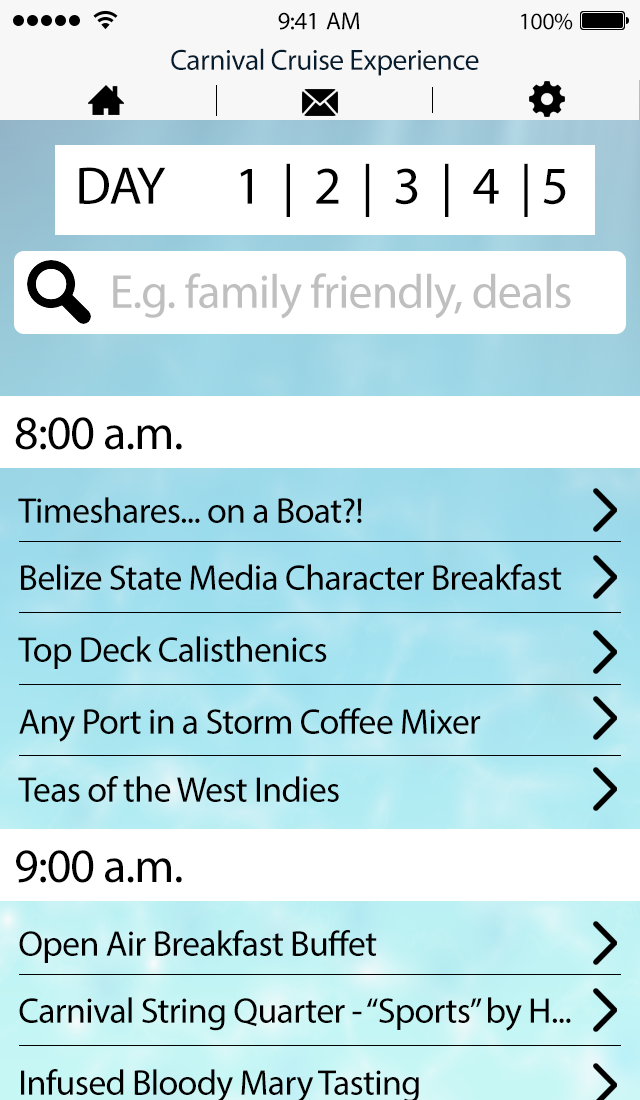 9:41 AM 100%
Carnival Cruise Experience
DAY 1 | 2 | 3 | 4 | 5
E.g. family friendly, deals
8:00 a.m.
Timeshares... on a Boat?!
Belize State Media Character Breakfast
Top Deck Calisthenics
Any Port in a Storm Coffee Mixer
Teas of the West Indies
9:00 a.m.
Open Air Breakfast Buffet
Carnival String Quarter - “Sports” by H...
Infused Bloody Mary Tasting